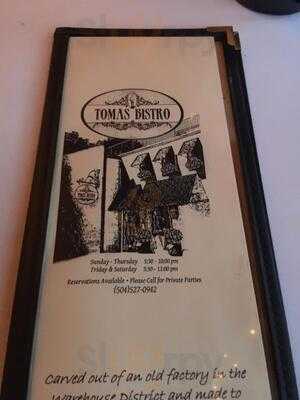 TOMAS BISTRO
Sunday - Thursday 5:30 - 10:00 pm
Friday & Saturday 5:30 - 11:00 pm
Reservations Available • Please Call for Private Parties
(504)527-0942
Carved out of an old factory in the
Warehouse District and made to